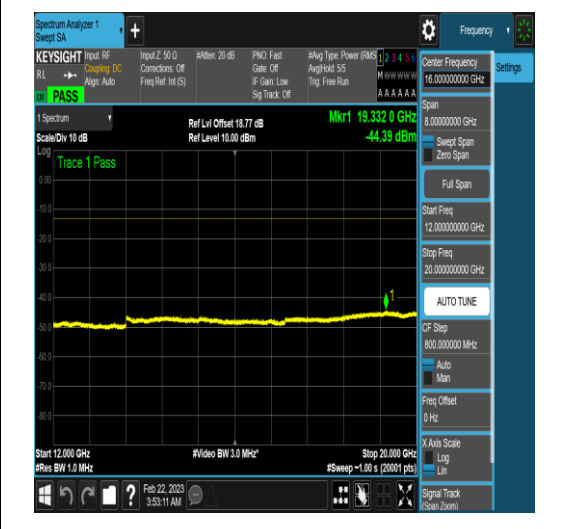 Spectrum Analyzer 1
Swept SA
+
Frequency
KEYSIGHT
RL
PASS
Input: RF
Coupling: DC
Align: Auto
Input Z: 50 Ω
Corrections: Off
Freq Ref: Int (S)
#Atten: 20 dB
PNO: Fast
Gate: Off
IF Gain: Low
Sig Track: Off
#Avg Type: Power (RMS
Avg|Hold: 5/5
Trig: Free Run
1 2 3 4 5 6
M W W W W W
A A A A A A
1 Spectrum
Scale/Div 10 dB
Ref Lvl Offset 18.77 dB
Ref Level 10.00 dBm
Mkr1 19.332 0 GHz
-44.39 dBm
Log
Trace 1 Pass
0.00
-10.0
-20.0
-30.0
-40.0
-50.0
-60.0
-70.0
-80.0
1
Start 12.000 GHz
#Res BW 1.0 MHz
#Video BW 3.0 MHz*
Stop 20.000 GHz
#Sweep ~1.00 s (20001 pts)
Feb 22, 2023
3:53:11 AM
?
Center Frequency
16.000000000 GHz
Settings
Span
8.00000000 GHz
Swept Span
Zero Span
Full Span
Start Freq
12.000000000 GHz
Stop Freq
20.000000000 GHz
AUTO TUNE
CF Step
800.000000 MHz
Auto
Man
Freq Offset
0 Hz
X Axis Scale
Log
Lin
Signal Track
(Span Zoom)